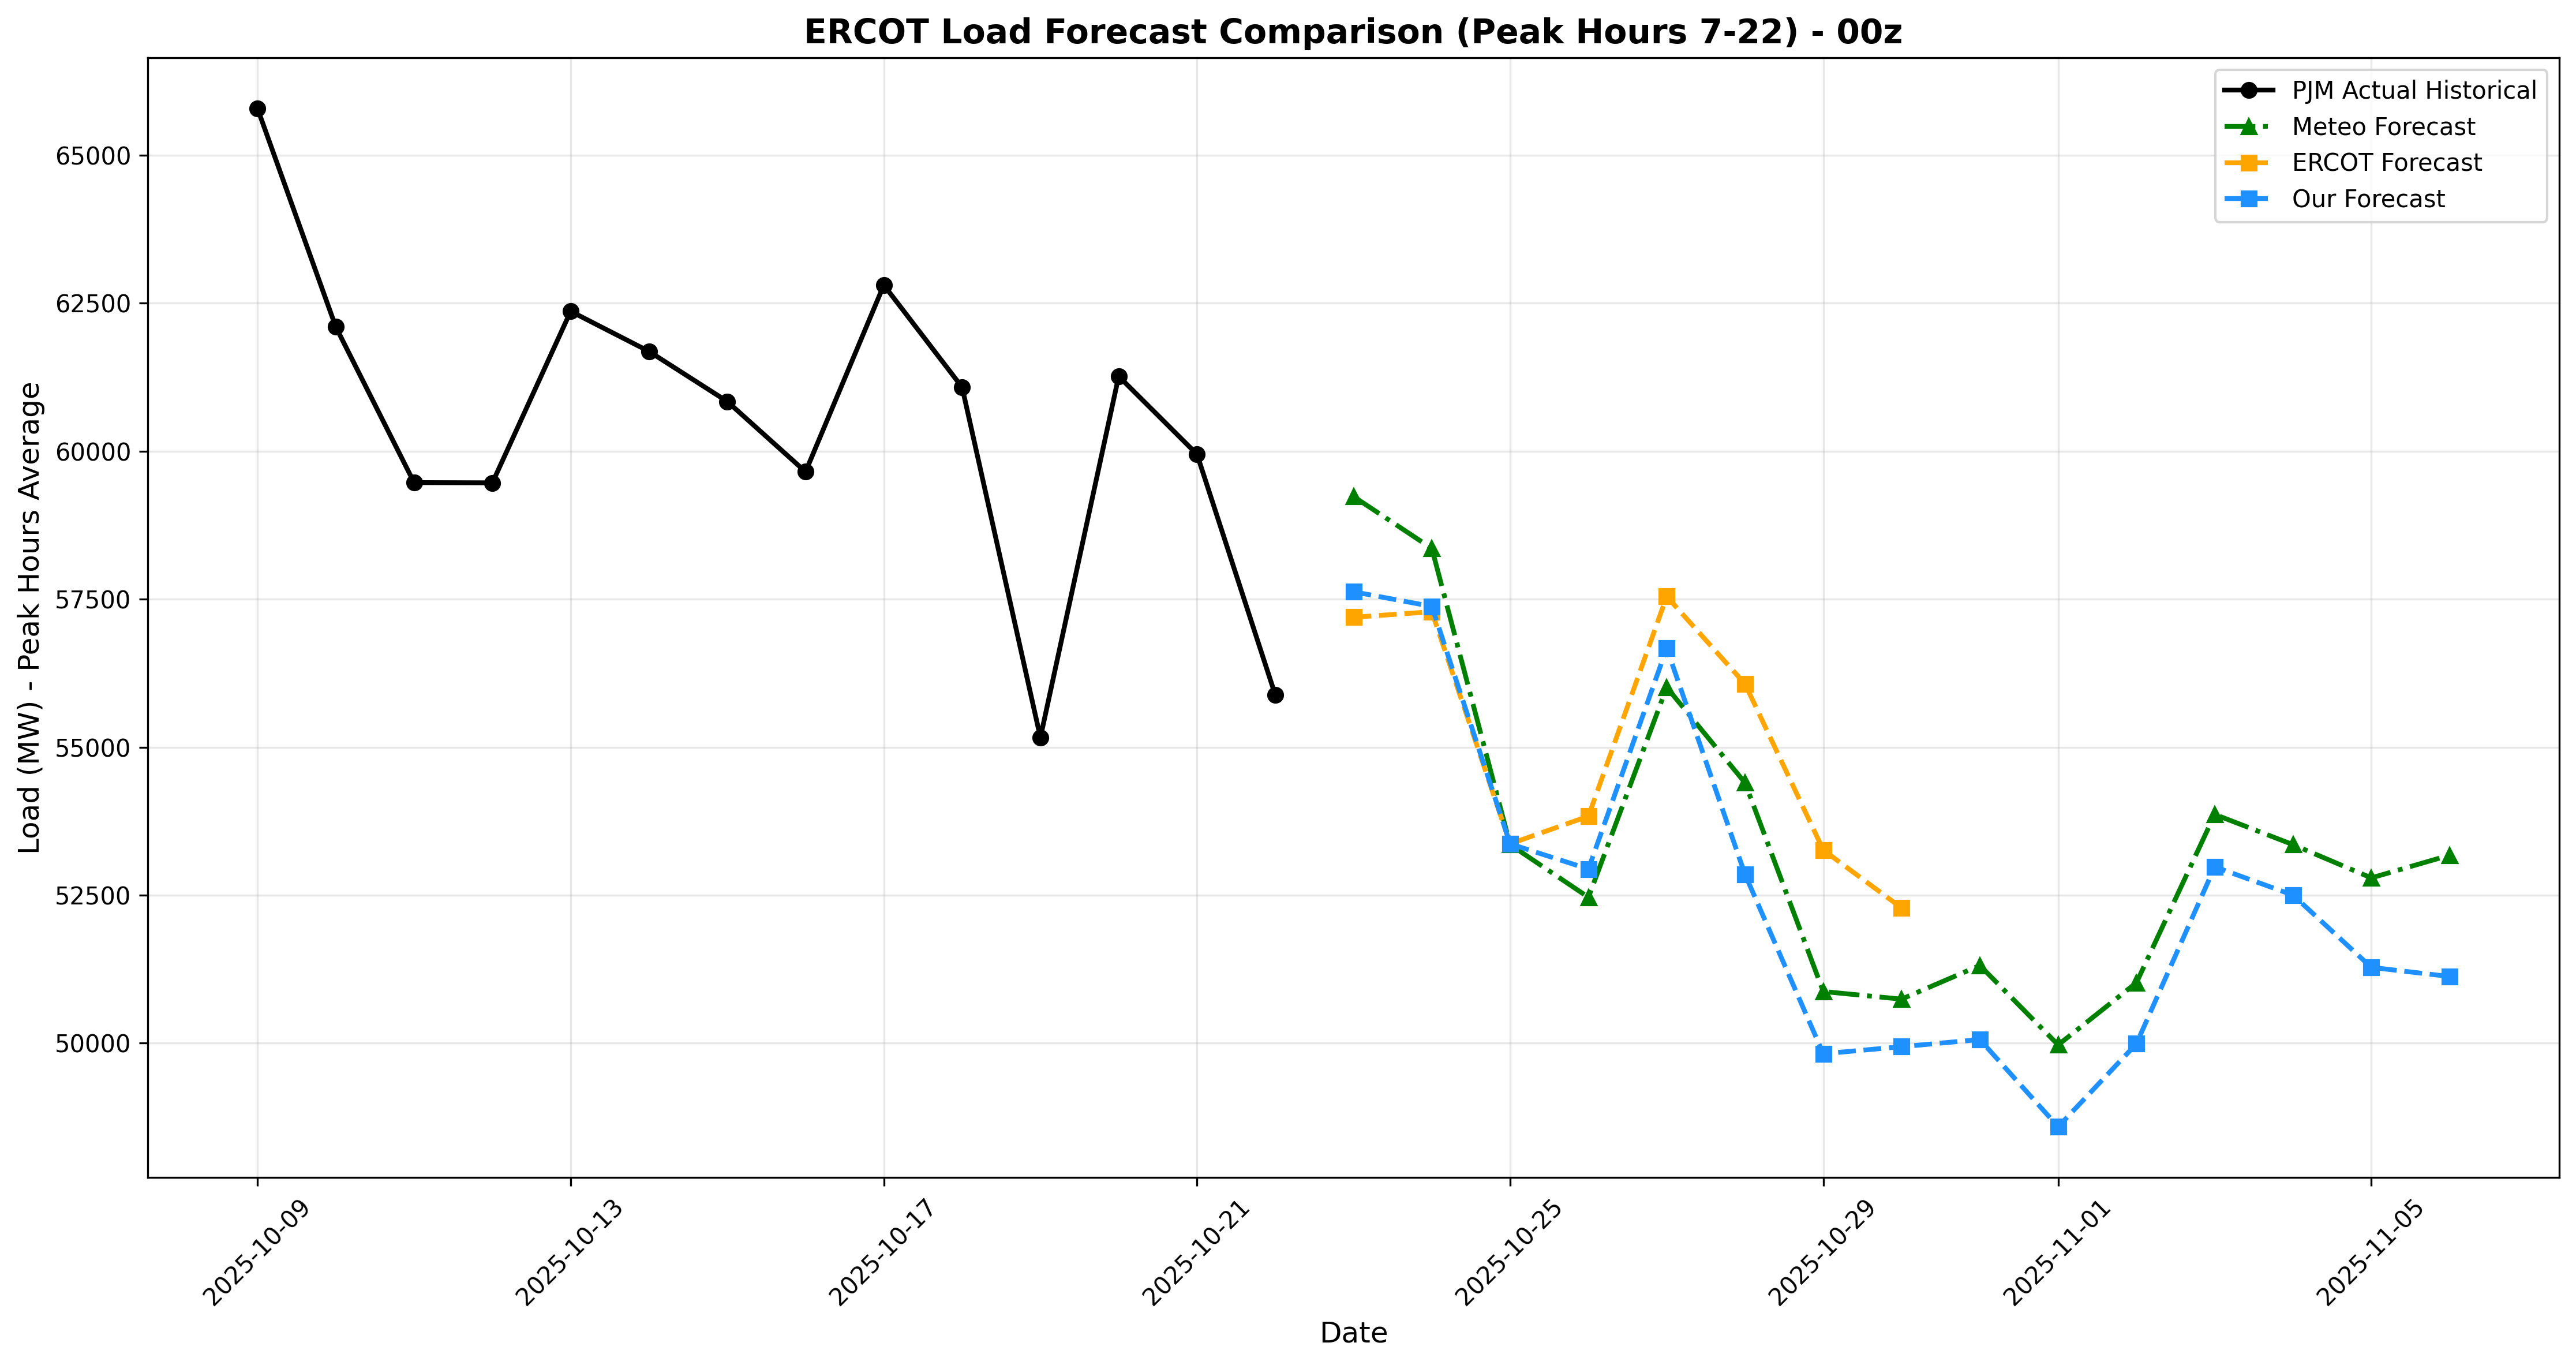 ERCOT Load Forecast Comparison (Peak Hours 7-22) - 00z
PJM Actual Historical
Meteo Forecast
ERCOT Forecast
Our Forecast
Load (MW) - Peak Hours Average
65000
62500
60000
57500
55000
52500
50000
2025-10-09
2025-10-13
2025-10-17
2025-10-21
2025-10-25
2025-10-29
2025-11-01
2025-11-05
Date